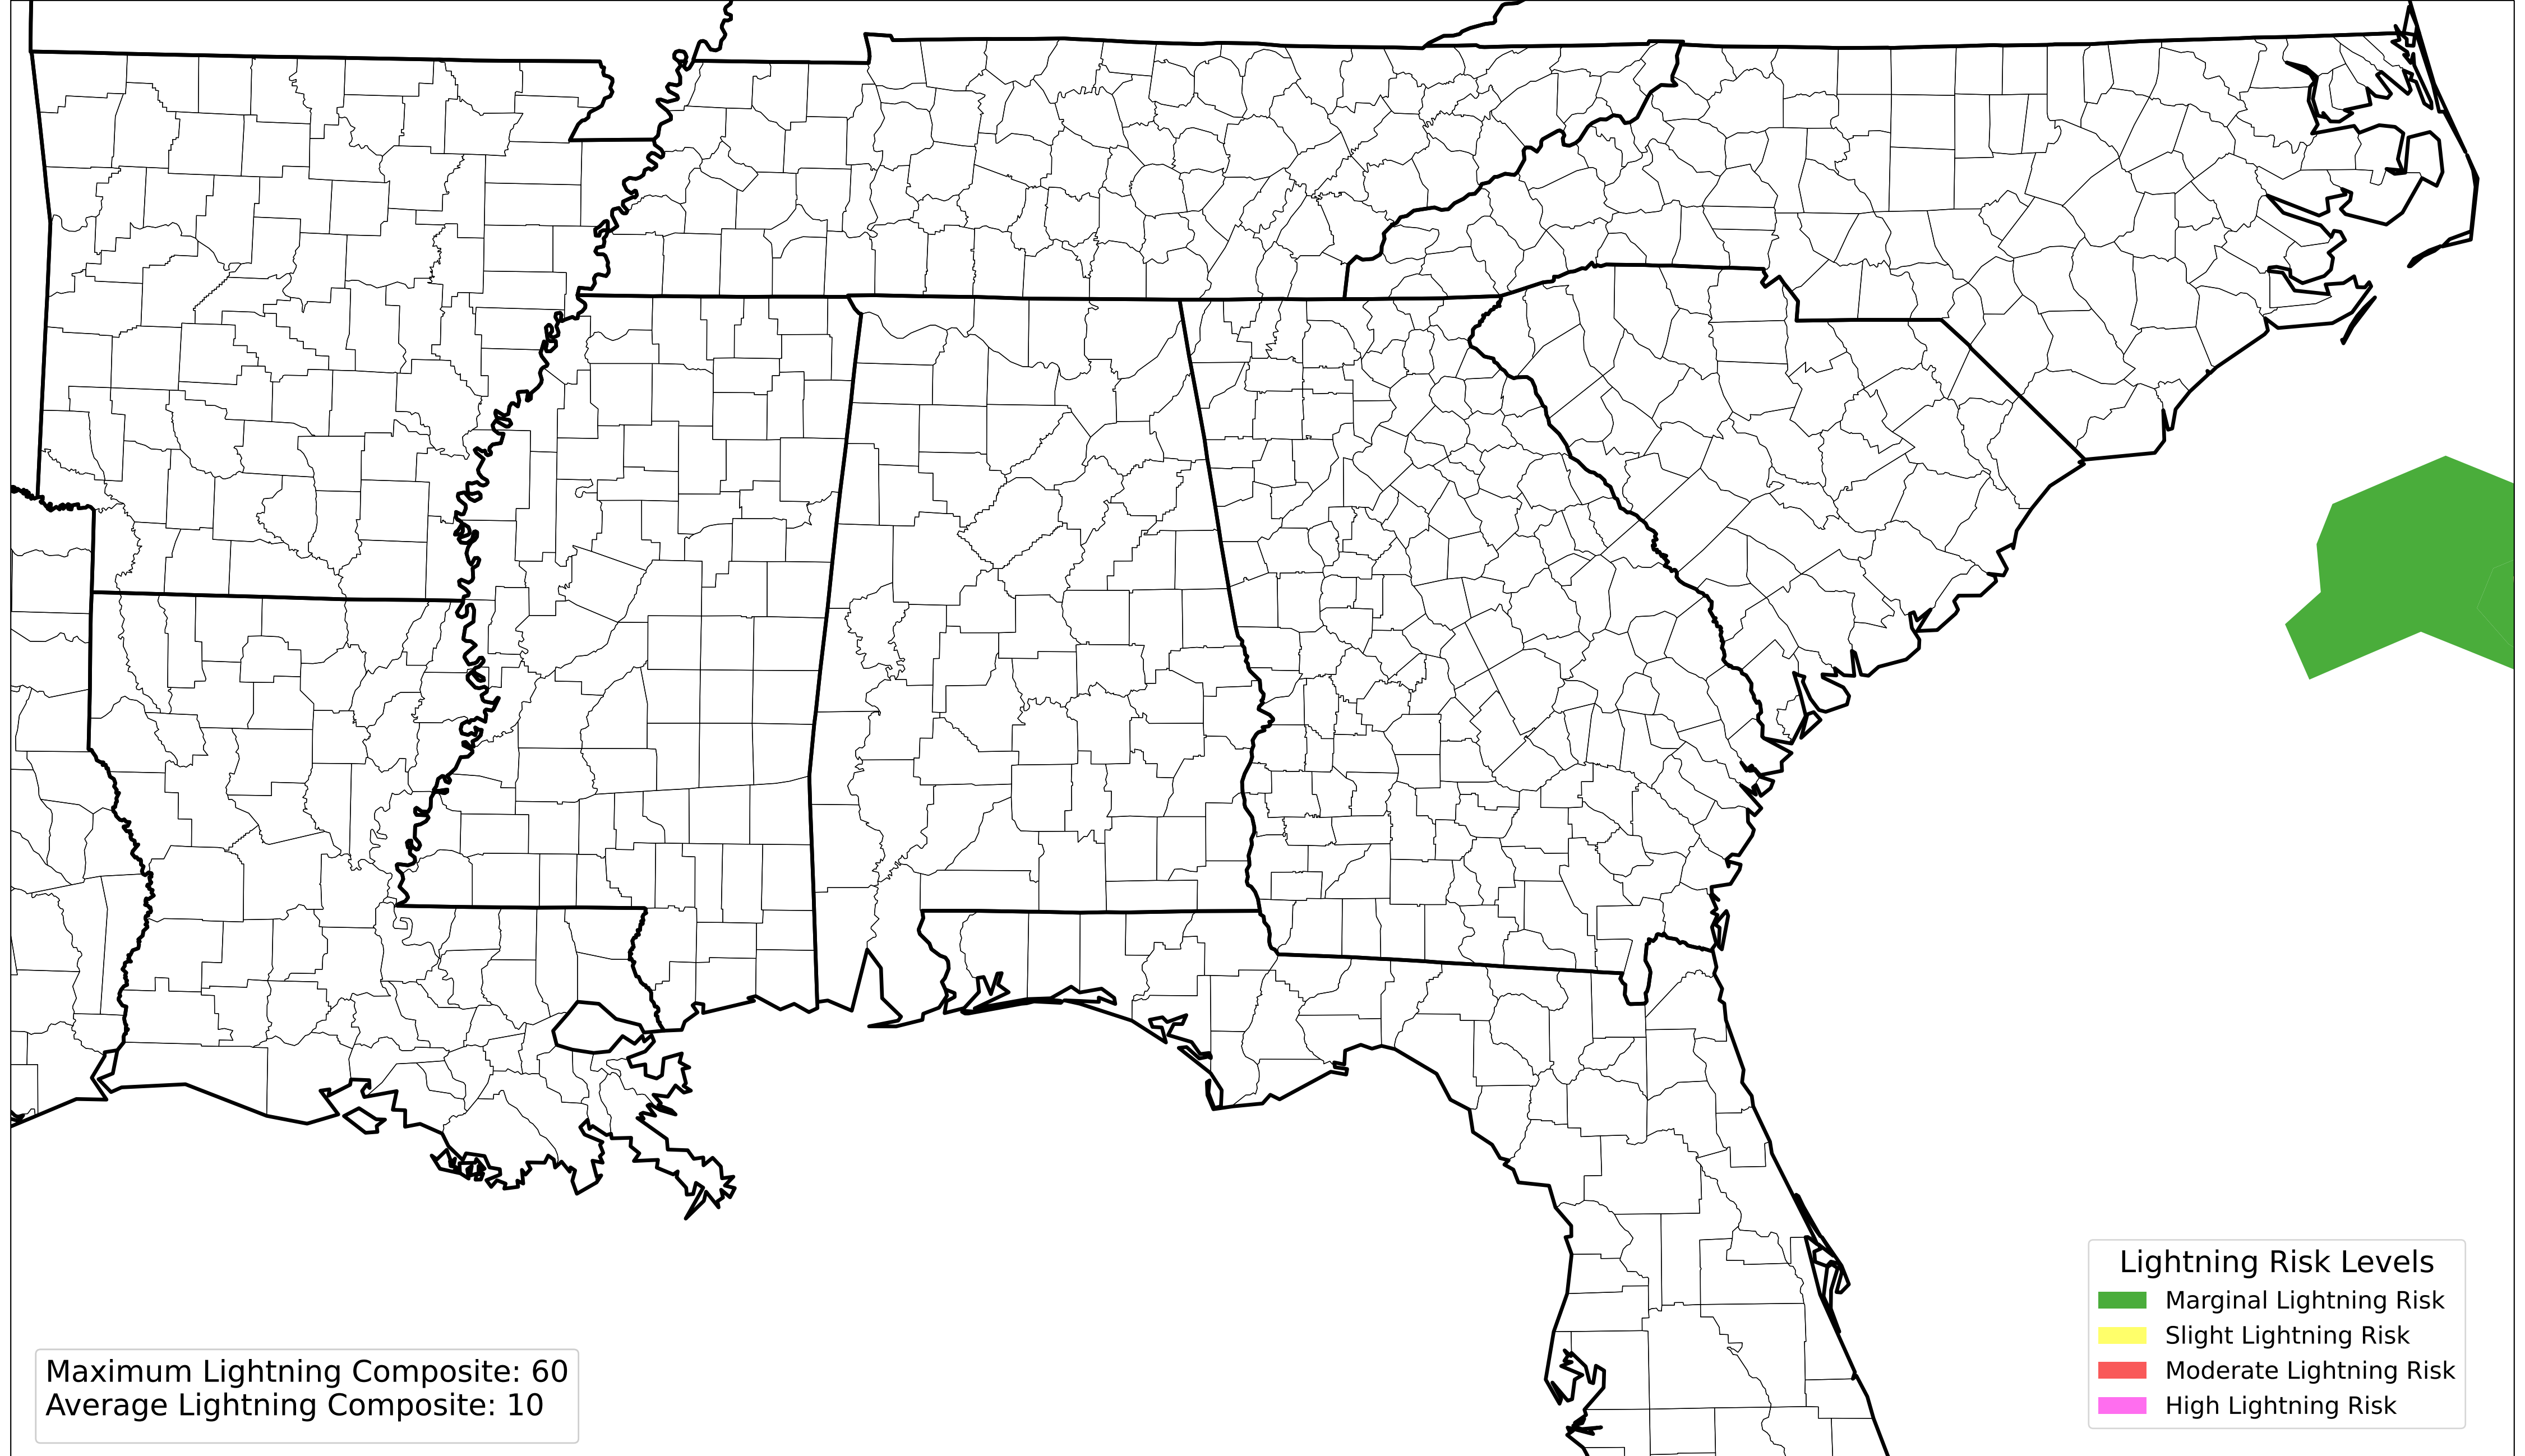 Maximum Lightning Composite: 60
Average Lightning Composite: 10
Lightning Risk Levels
Marginal Lightning Risk
Slight Lightning Risk
Moderate Lightning Risk
High Lightning Risk